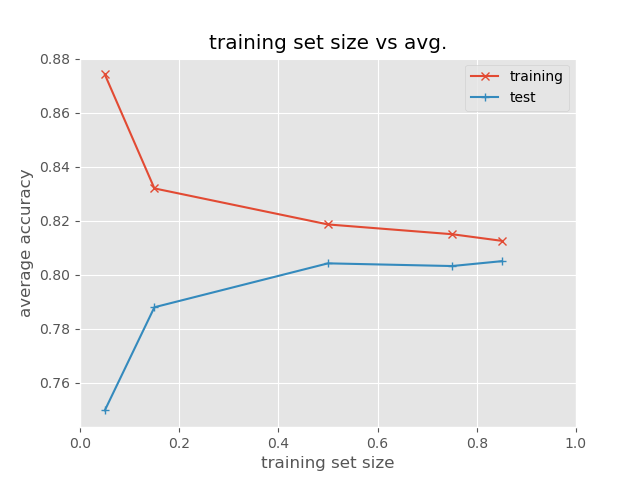 training set size vs avg.
0.88
0.86
0.84
0.82
0.80
0.78
0.76
average accuracy
training
test
0.0 0.2 0.4 0.6 0.8 1.0
training set size